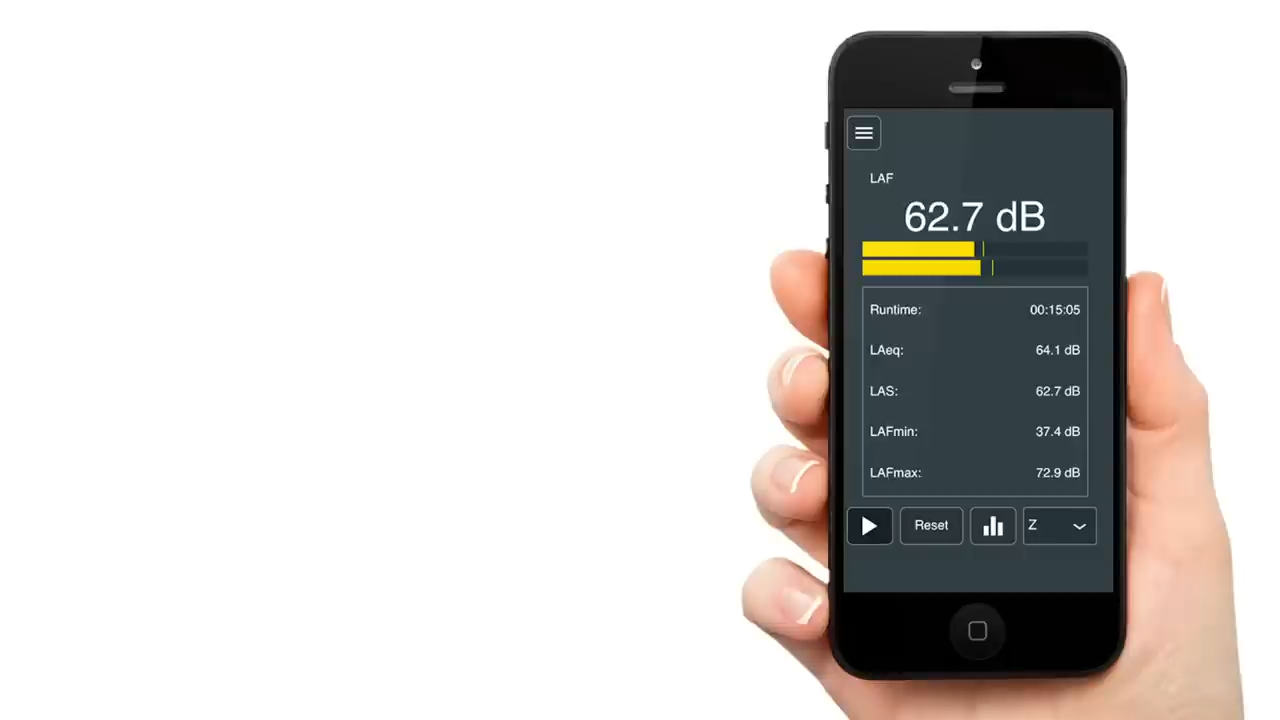 LAF
62.7 dB
Runtime: 00:15:05
LAeq: 64.1 dB
LAS: 62.7 dB
LAFmin: 37.4 dB
LAFmax: 72.9 dB
Reset Z